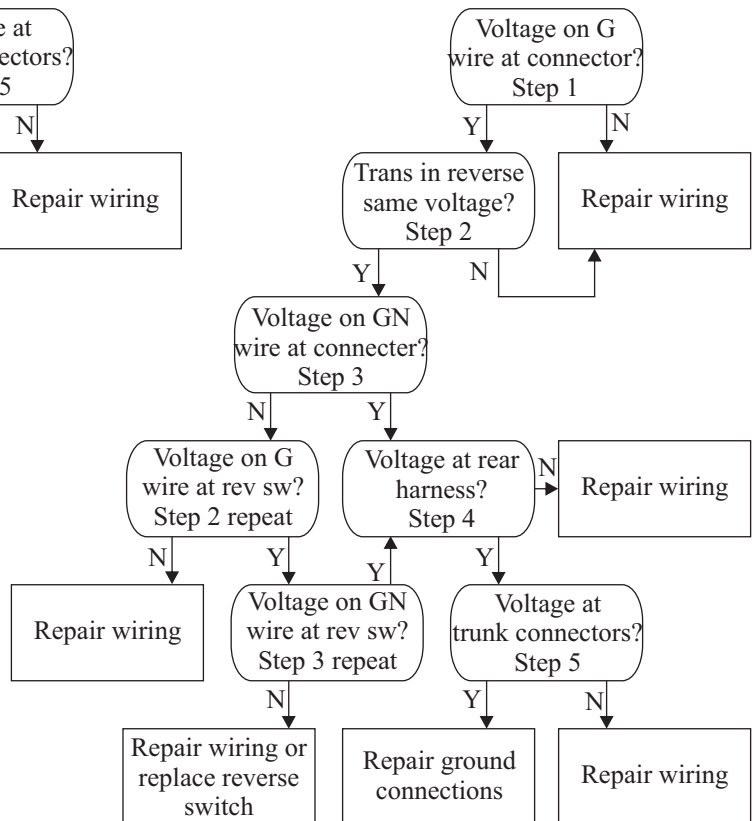 e at
ectors?
5
N
Repair wiring
Voltage on G
wire at connector?
Step 1
Y
N
Trans in reverse
same voltage?
Step 2
Repair wiring
Y
N
Voltage on GN
wire at connecter?
Step 3
N
Y
Voltage on G
wire at rev sw?
Step 2 repeat
Voltage at rear
harness?
Step 4
N
Repair wiring
N
Y
Y
Y
Repair wiring
Voltage on GN
wire at rev sw?
Step 3 repeat
Voltage at
trunk connectors?
Step 5
N
Y
N
Repair wiring or
replace reverse
switch
Repair ground
connections
Repair wiring